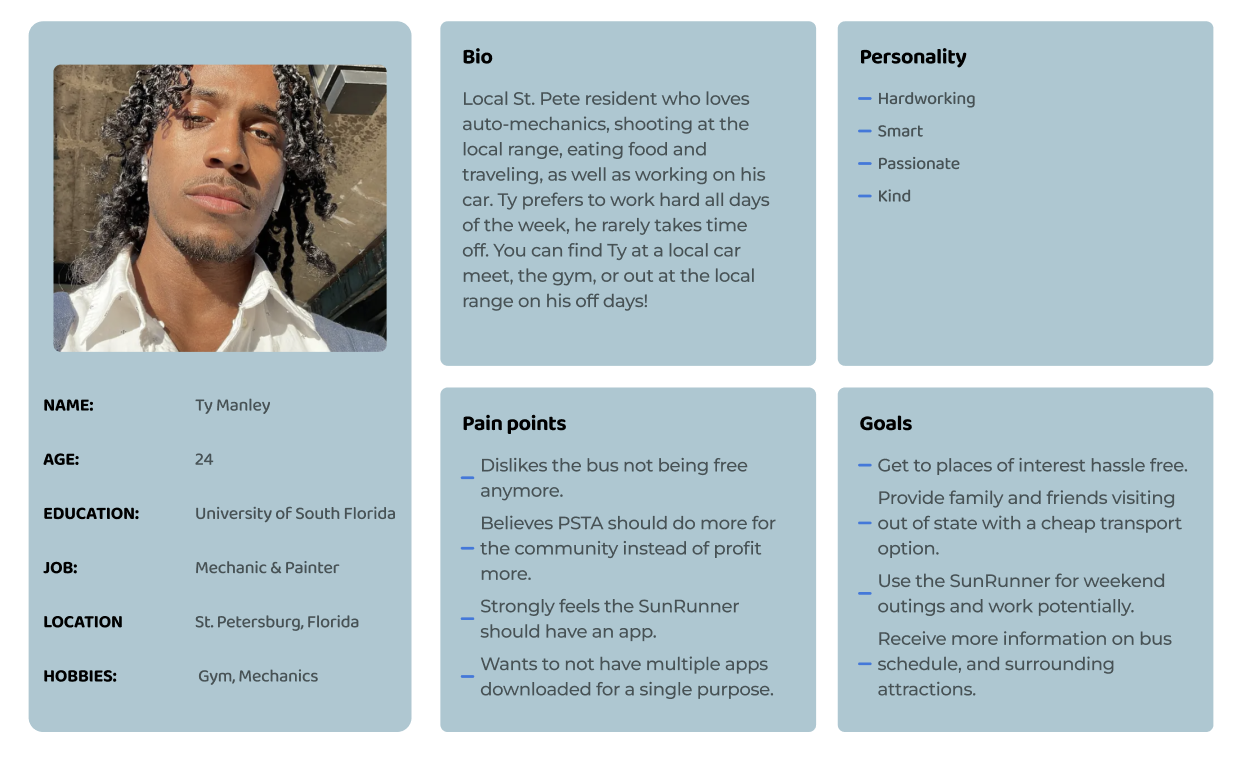 NAME: Ty Manley
AGE: 24
EDUCATION: University of South Florida
JOB: Mechanic & Painter
LOCATION St. Petersburg, Florida
HOBBIES: Gym, Mechanics
Bio
Local St. Pete resident who loves
auto-mechanics, shooting at the
local range, eating food and
traveling, as well as working on his
car. Ty prefers to work hard all days
of the week, he rarely takes time
off. You can find Ty at a local car
meet, the gym, or out at the local
range on his off days!
Personality
Hardworking
Smart
Passionate
Kind
Pain points
Dislikes the bus not being free
anymore.
Believes PSTA should do more for
the community instead of profit
more.
Strongly feels the SunRunner
should have an app.
Wants to not have multiple apps
downloaded for a single purpose.
Goals
Get to places of interest hassle free.
Provide family and friends visiting
out of state with a cheap transport
option.
Use the SunRunner for weekend
outings and work potentially.
Receive more information on bus
schedule, and surrounding
attractions.